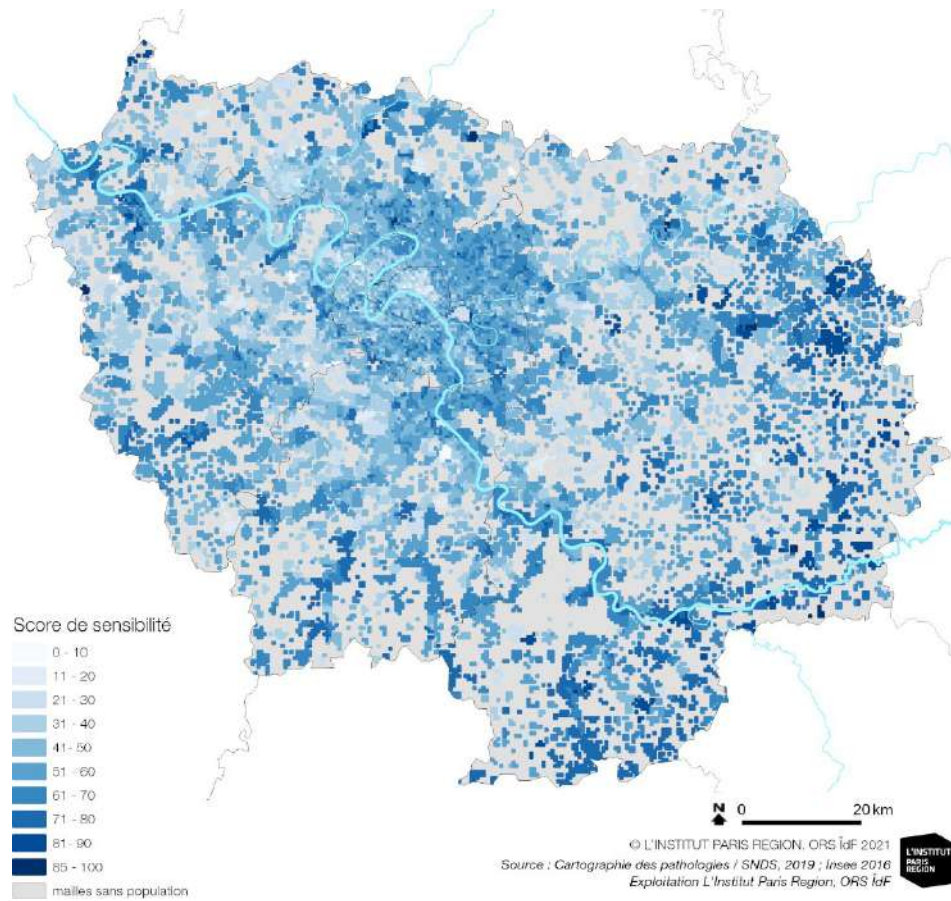 Score de sensibilité
0 - 10
11 - 20
21 - 30
31 - 40
41 - 50
51 - 60
61 - 70
71 - 80
81 - 90
85 - 100
mailles sans population
N 0 20 km
© L'INSTITUT PARIS REGION. ORS ÎdF 2021
Source : Cartographie des pathologies / SNDS, 2019 ; Insee 2016
Exploitation L'Institut Paris Region, ORS ÎdF
L'INSTITUT
PARIS
REGION